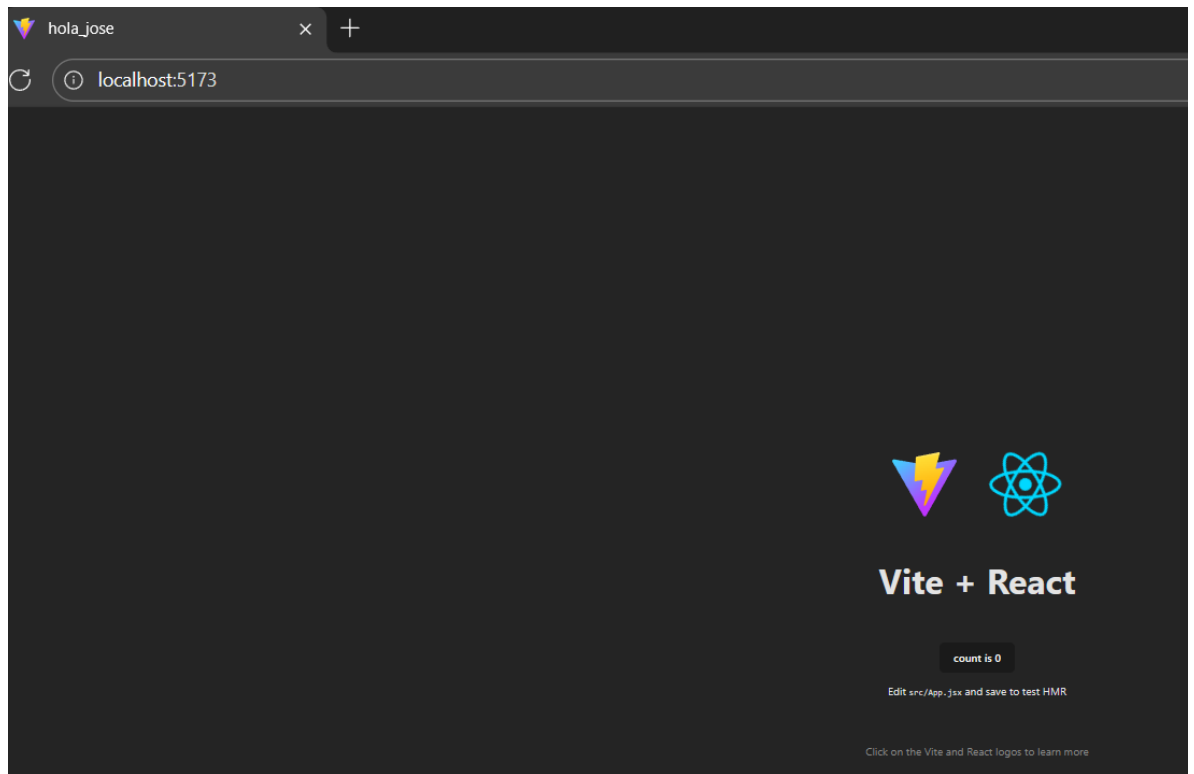 hola_jose
localhost:5173
Vite + React
count is 0
Edit src/App.jsx and save to test HMR
Click on the Vite and React logos to learn more